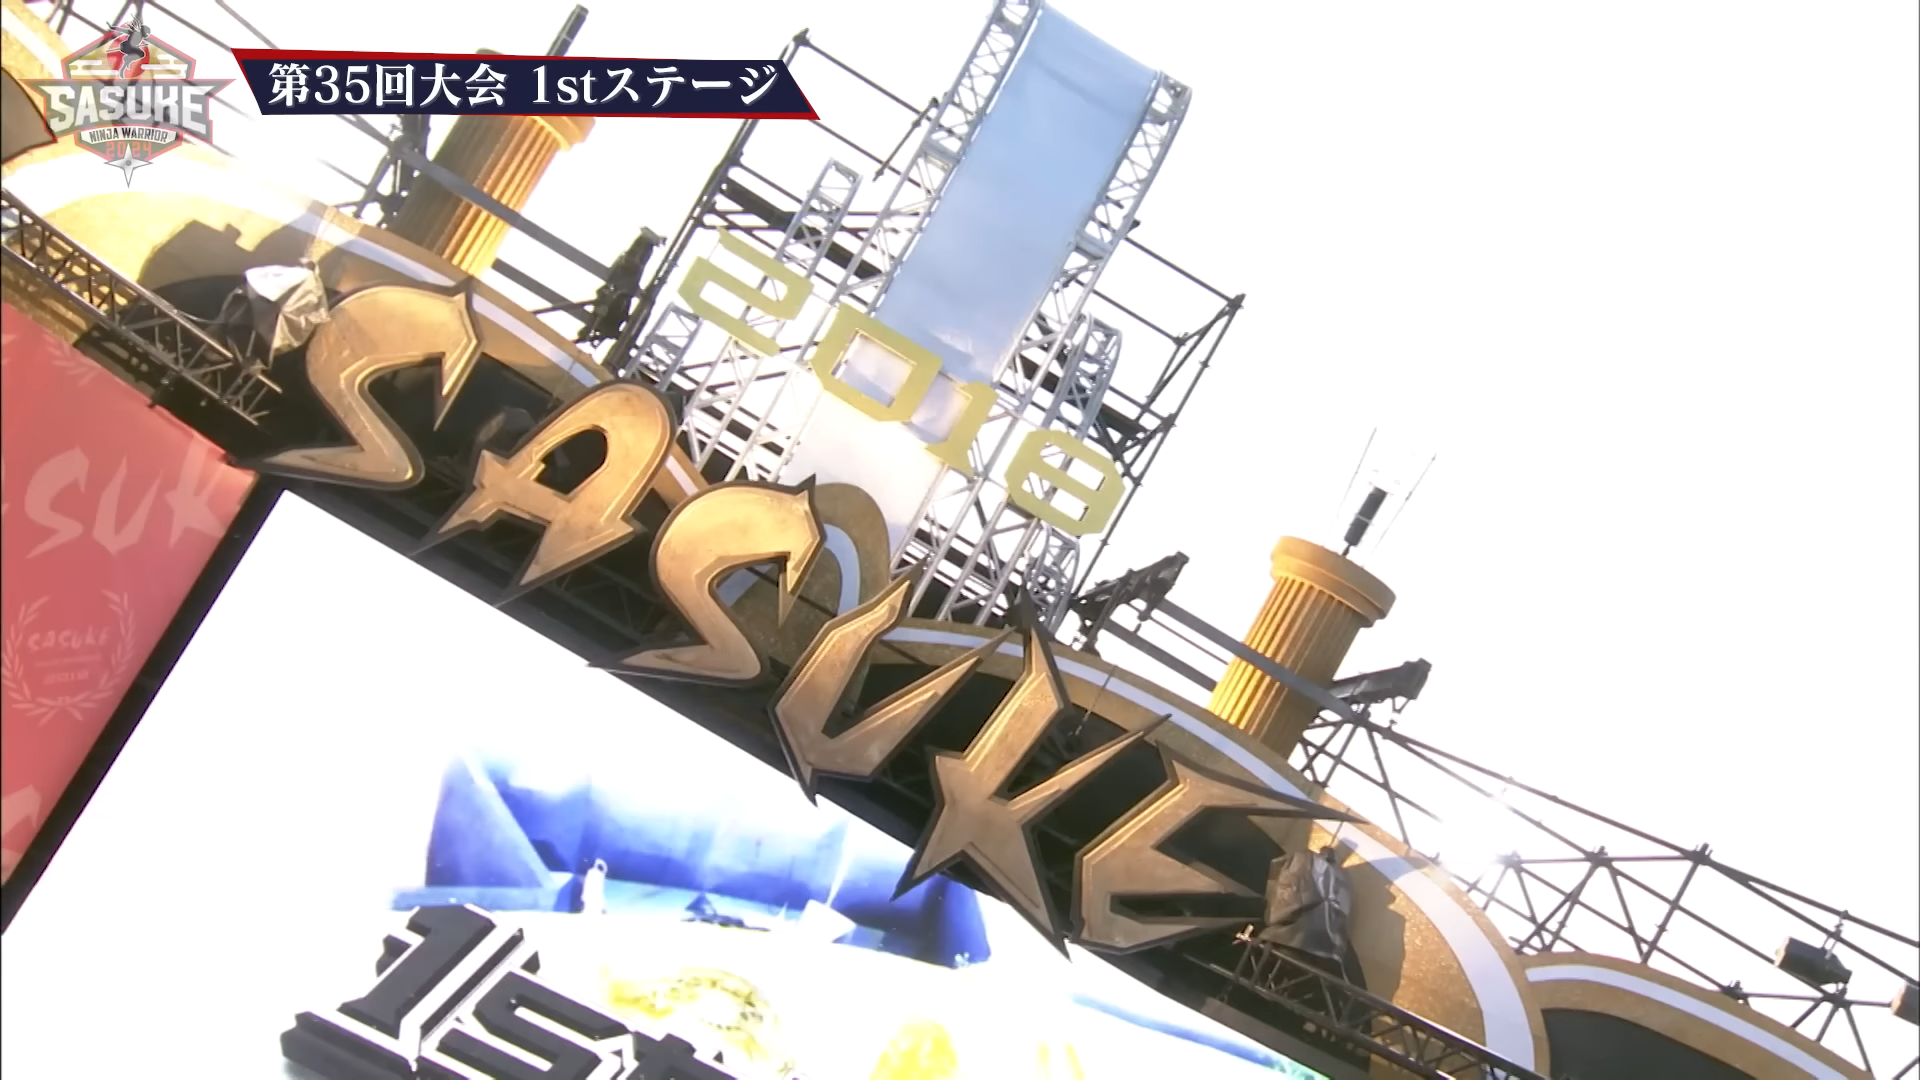 SASUKE
NINJA WARRIOR
2024
第35回大会 1stステージ
2018
SASUKE
SASUKE
1st